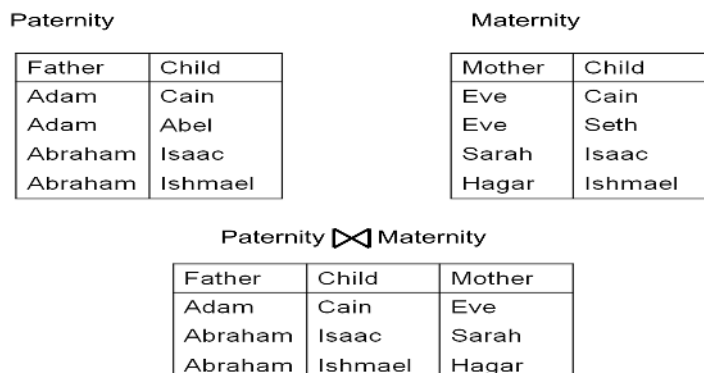 Paternity
Father Child
Adam Cain
Adam Abel
Abraham Isaac
Abraham Ishmael
Maternity
Mother Child
Eve Cain
Eve Seth
Sarah Isaac
Hagar Ishmael
Paternity ⋈ Maternity
Father Child Mother
Adam Cain Eve
Abraham Isaac Sarah
Abraham Ishmael Hagar